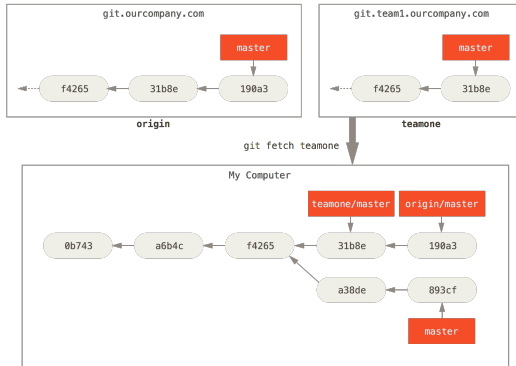 git.ourcompany.com
master
f4265
31b8e
190a3
origin
git.team1.ourcompany.com
master
f4265
31b8e
teamone
git fetch teamone
My Computer
teamone/master
origin/master
0b743
a6b4c
f4265
31b8e
190a3
a38de
893cf
master